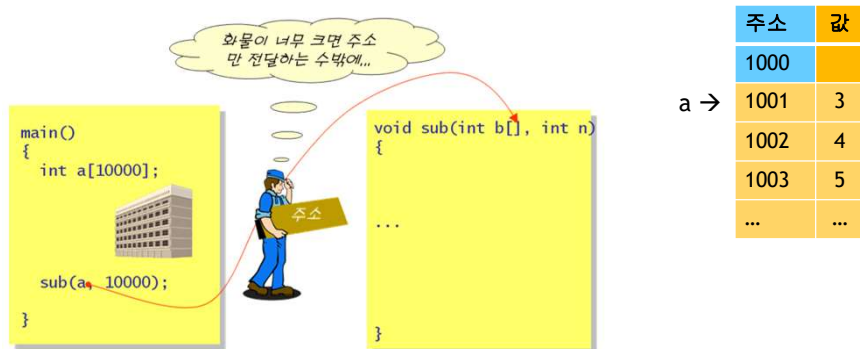 화물이 너무 크면 주소
만 전달하는 수밖에,,,
main()
{
int a[10000];
sub(a, 10000);
}
주소
void sub(int b[], int n)
{
...
}
a →
주소 값
1000
1001 3
1002 4
1003 5
... ...